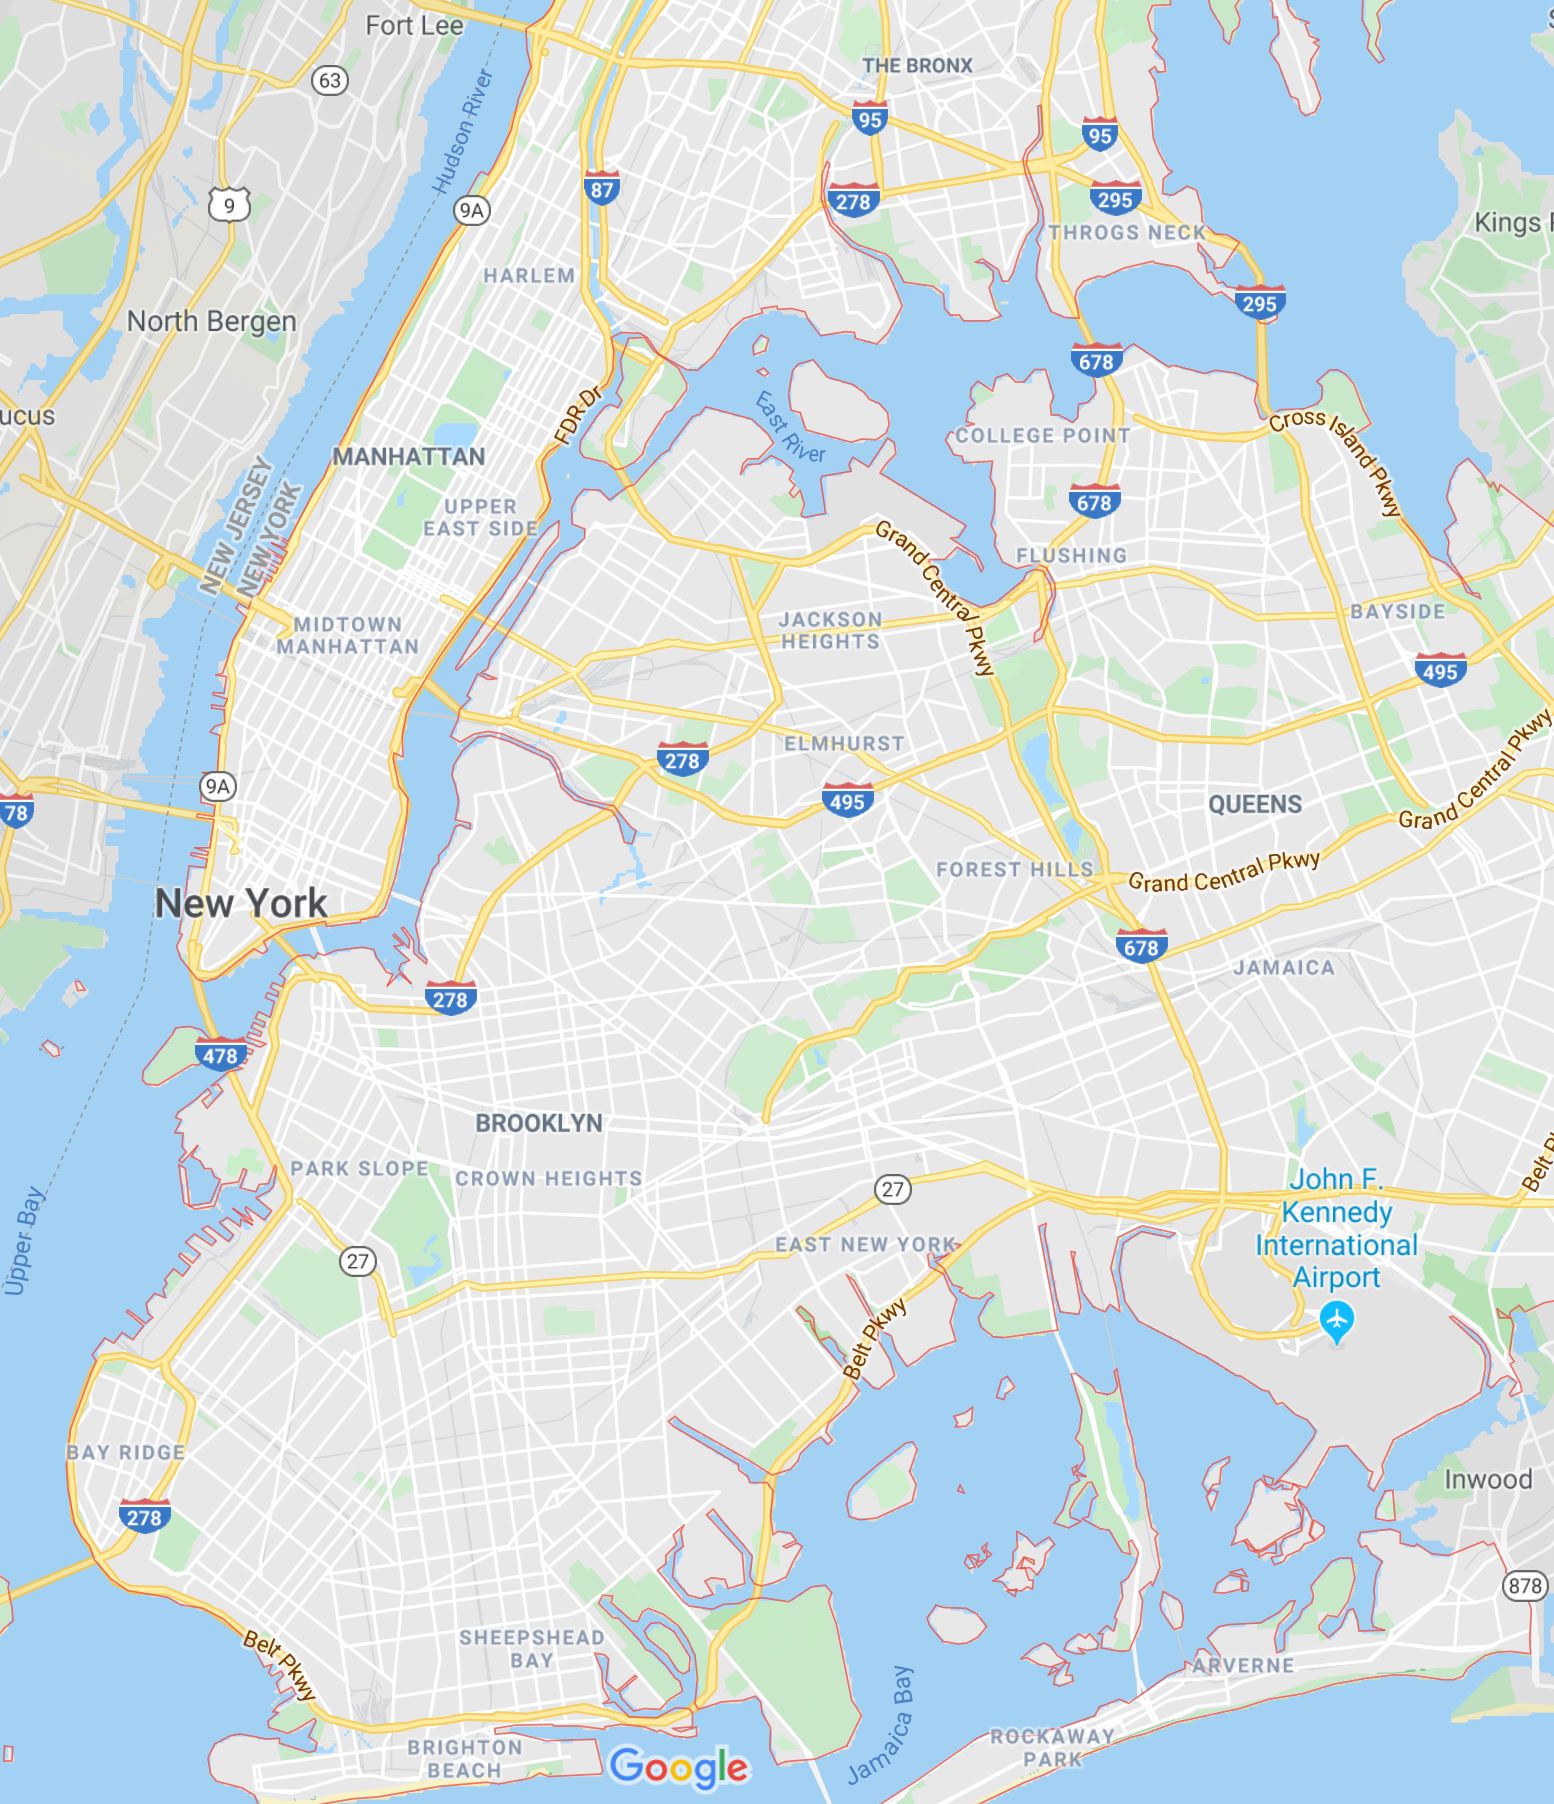 Fort Lee
63
THE BRONX
Hudson River
95
95
9
9A
87
278
295
THROGS NECK
Kings
HARLEM
295
North Bergen
678
ucus
FDR Dr
East River
Cross Island Pkwy
COLLEGE POINT
MANHATTAN
UPPER
EAST SIDE
678
NEW JERSEY
NEW YORK
Grand Central Pkwy
FLUSHING
MIDTOWN
MANHATTAN
JACKSON
HEIGHTS
BAYSIDE
495
278
ELMHURST
Grand Central Pkwy
9A
78
495
QUEENS
FOREST HILLS
Grand Central Pkwy
New York
678
JAMAICA
278
478
BROOKLYN
PARK SLOPE
CROWN HEIGHTS
27
John F.
Kennedy
International
Airport
Belt
Upper Bay
27
EAST NEW YORK
Belt Pkwy
BAY RIDGE
Inwood
278
878
Belt Pkwy
SHEEPSHEAD
BAY
ARVERNE
Jamaica Bay
BRIGHTON
BEACH
Google
ROCKAWAY
PARK